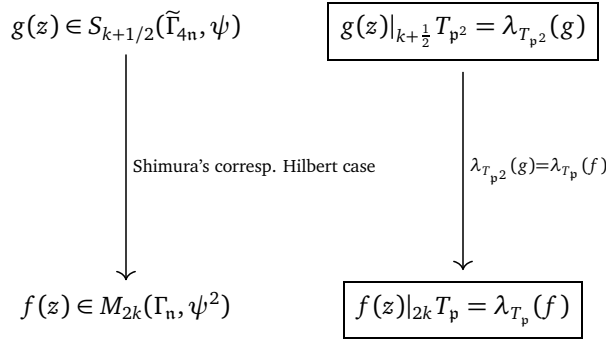 g(z) ∈ S_{k+1/2}(Γ̃_{4𝔫}, ψ)
g(z)|_{k+\frac{1}{2}} T_{𝔭^2} = λ_{T_{𝔭^2}}(g)
Shimura's corresp. Hilbert case
λ_{T_{𝔭^2}}(g)=λ_{T_𝔭}(f)
f(z) ∈ M_{2k}(Γ_𝔫, ψ^2)
f(z)|_{2k} T_𝔭 = λ_{T_𝔭}(f)